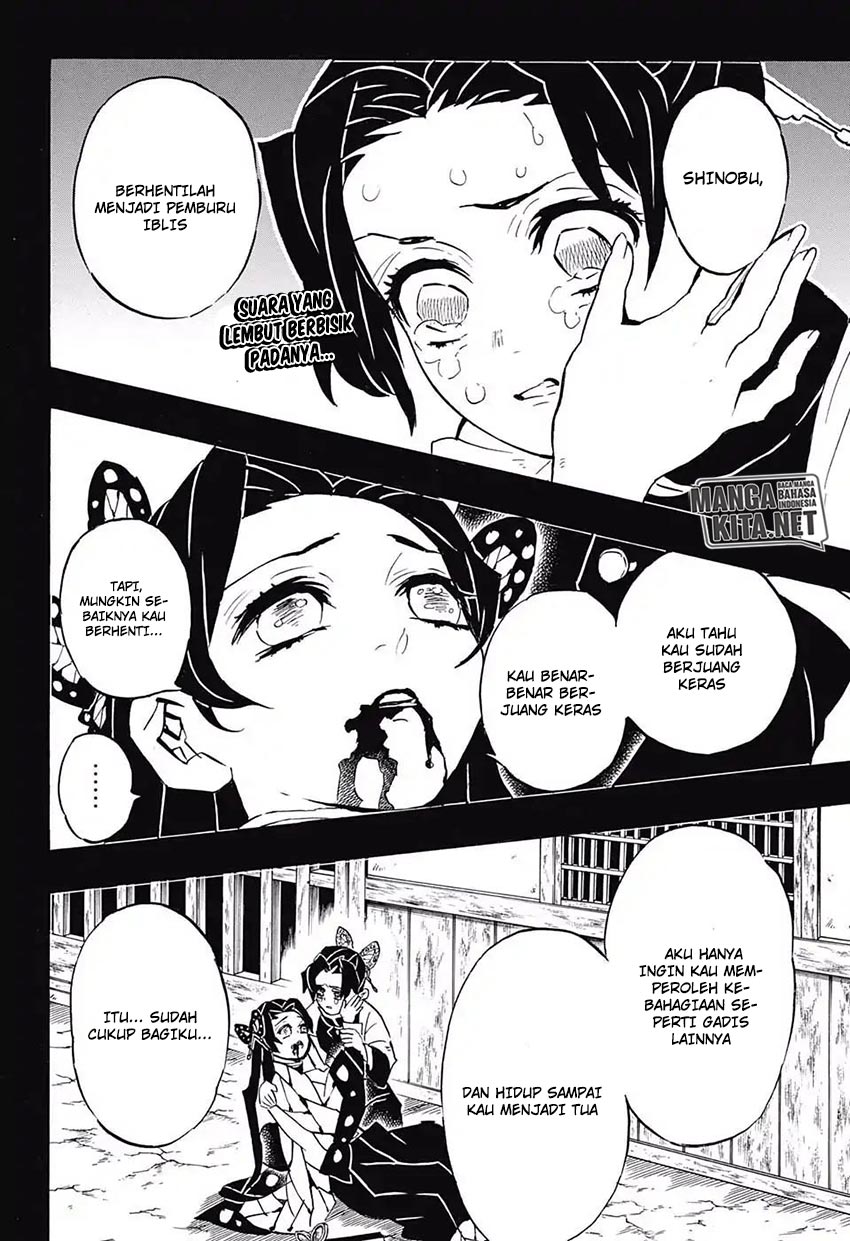 SHINOBU,
BERHENTILAH
MENJADI PEMBURU
IBLIS
SUARA YANG
LEMBUT BERBISIK
PADANYA...
MANGA
KITA.NET
BACA MANGA
BAHASA
INDONESIA
AKU TAHU
KAU SUDAH
BERJUANG
KERAS
KAU BENAR-
BENAR BER-
JUANG KERAS
TAPI,
MUNGKIN SE-
BAIKNYA KAU
BERHENTI...
......
AKU HANYA
INGIN KAU MEM-
PEROLEH KE-
BAHAGIAAN SE-
PERTI GADIS
LAINNYA
DAN HIDUP SAMPAI
KAU MENJADI TUA
ITU... SUDAH
CUKUP BAGIKU...